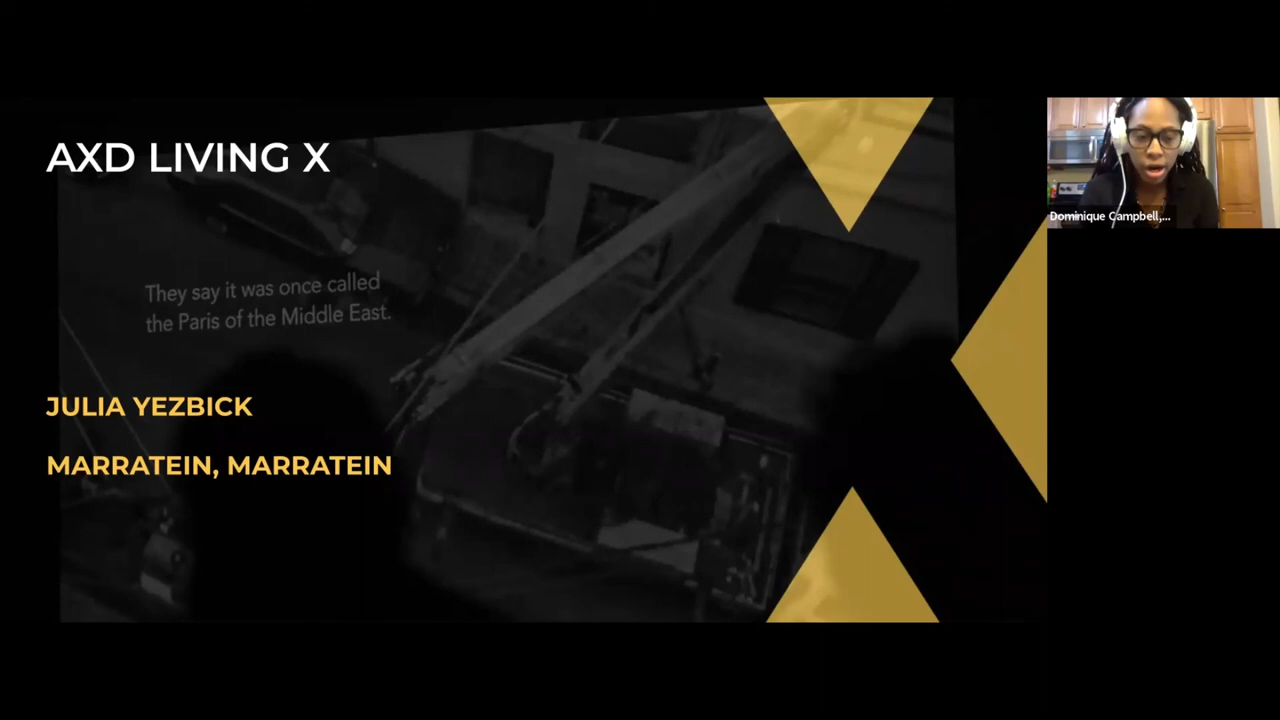 AXD LIVING X
They say it was once called
the Paris of the Middle East.
JULIA YEZBICK
MARRATEIN, MARRATEIN
Dominique Campbell,...